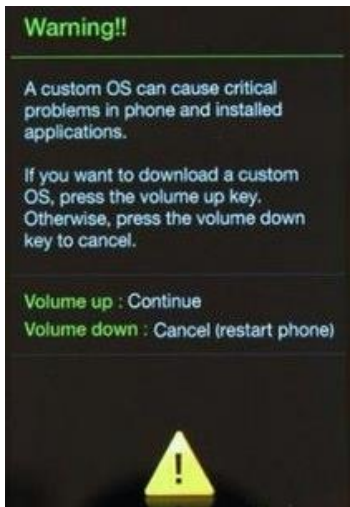 Warning!!
A custom OS can cause critical
problems in phone and installed
applications.
If you want to download a custom
OS, press the volume up key.
Otherwise, press the volume down
key to cancel.
Volume up : Continue
Volume down : Cancel (restart phone)
!